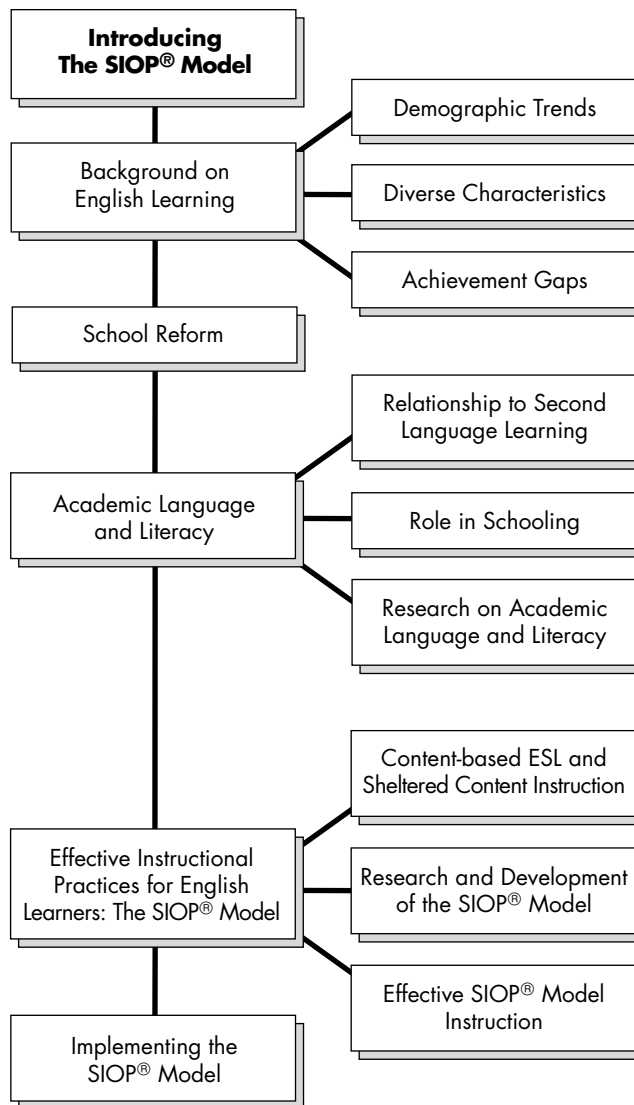 Introducing
The SIOP® Model
Background on
English Learning
Demographic Trends
Diverse Characteristics
Achievement Gaps
School Reform
Academic Language
and Literacy
Relationship to Second
Language Learning
Role in Schooling
Research on Academic
Language and Literacy
Effective Instructional
Practices for English
Learners: The SIOP® Model
Content-based ESL and
Sheltered Content Instruction
Research and Development
of the SIOP® Model
Effective SIOP® Model
Instruction
Implementing the
SIOP® Model